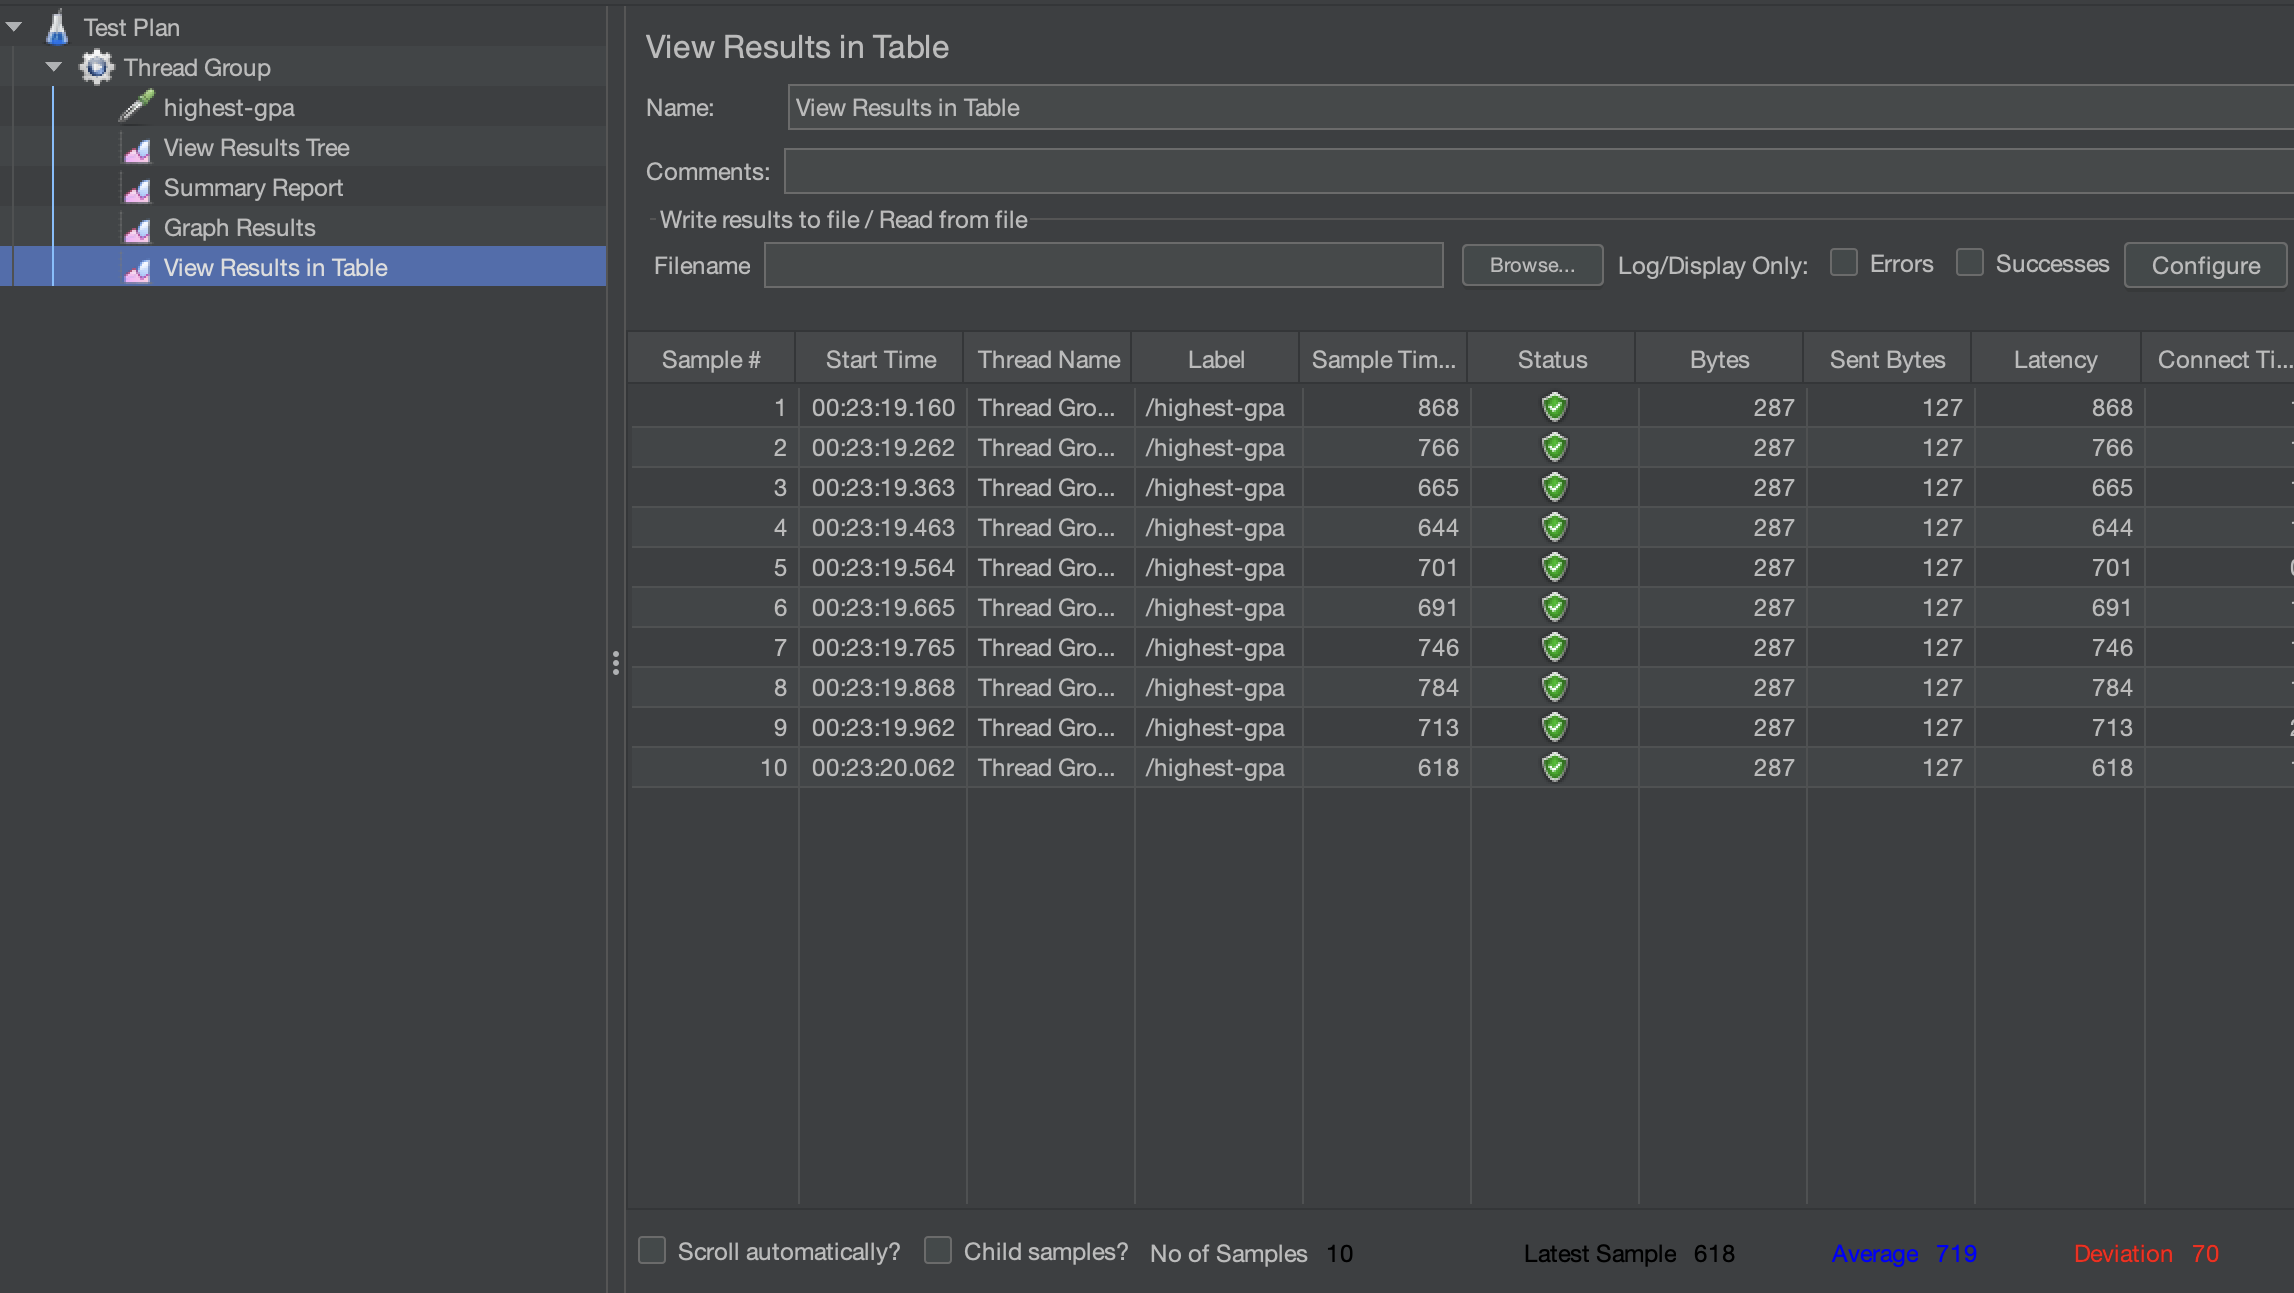 Test Plan
Thread Group
highest-gpa
View Results Tree
Summary Report
Graph Results
View Results in Table
View Results in Table
Name: View Results in Table
Comments:
Write results to file / Read from file
Filename Browse... Log/Display Only: Errors Successes Configure
Sample # Start Time Thread Name Label Sample Tim... Status Bytes Sent Bytes Latency Connect Ti...
1 00:23:19.160 Thread Gro... /highest-gpa 868 287 127 868
2 00:23:19.262 Thread Gro... /highest-gpa 766 287 127 766
3 00:23:19.363 Thread Gro... /highest-gpa 665 287 127 665
4 00:23:19.463 Thread Gro... /highest-gpa 644 287 127 644
5 00:23:19.564 Thread Gro... /highest-gpa 701 287 127 701
6 00:23:19.665 Thread Gro... /highest-gpa 691 287 127 691
7 00:23:19.765 Thread Gro... /highest-gpa 746 287 127 746
8 00:23:19.868 Thread Gro... /highest-gpa 784 287 127 784
9 00:23:19.962 Thread Gro... /highest-gpa 713 287 127 713
10 00:23:20.062 Thread Gro... /highest-gpa 618 287 127 618
Scroll automatically? Child samples? No of Samples 10 Latest Sample 618 Average 719 Deviation 70